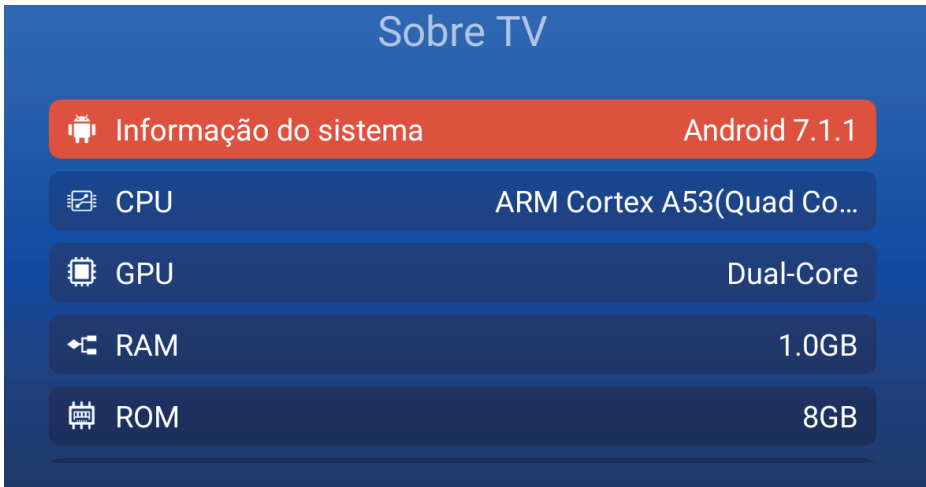 Sobre TV
Informação do sistema Android 7.1.1
CPU ARM Cortex A53(Quad Co...
GPU Dual-Core
RAM 1.0GB
ROM 8GB